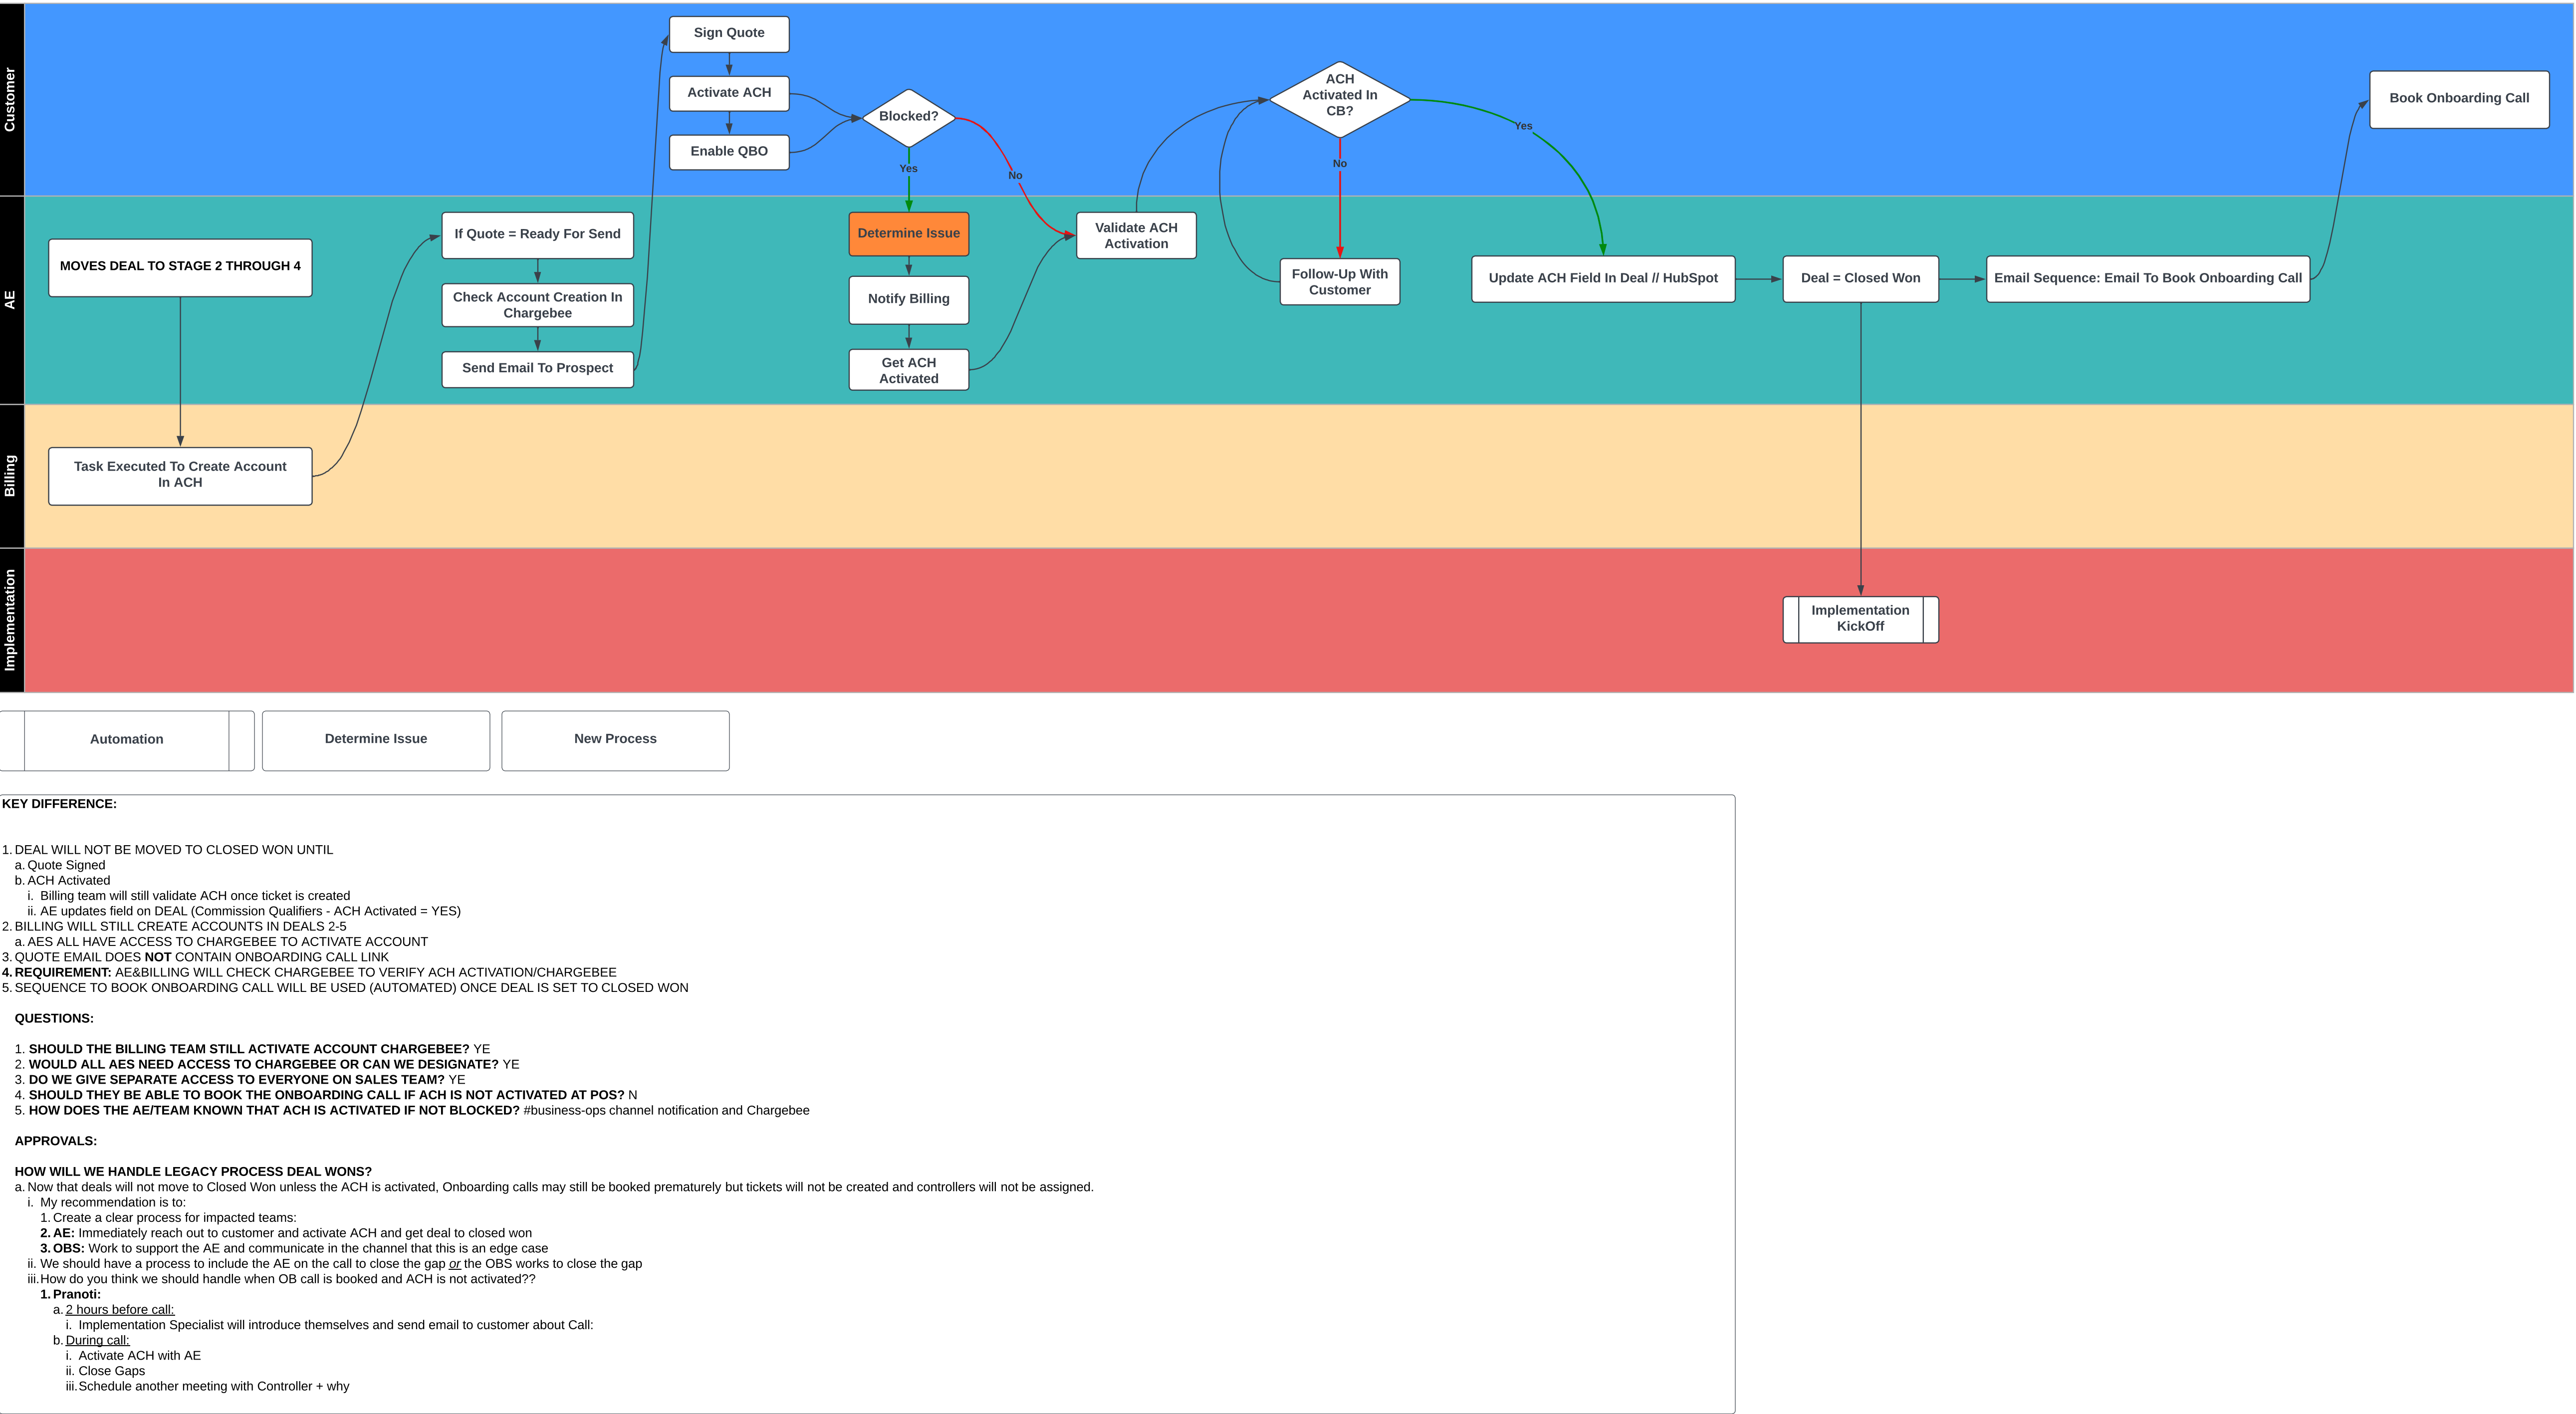 Customer
Sign Quote
Activate ACH
Enable QBO
Blocked?
Yes
No
ACH
Activated In
CB?
Yes
No
Book Onboarding Call
AE
MOVES DEAL TO STAGE 2 THROUGH 4
If Quote = Ready For Send
Check Account Creation In
Chargebee
Send Email To Prospect
Determine Issue
Notify Billing
Get ACH
Activated
Validate ACH
Activation
Follow-Up With
Customer
Update ACH Field In Deal // HubSpot
Deal = Closed Won
Email Sequence: Email To Book Onboarding Call
Billing
Task Executed To Create Account
In ACH
Implementation
Implementation
KickOff
Automation
Determine Issue
New Process
KEY DIFFERENCE:
1. DEAL WILL NOT BE MOVED TO CLOSED WON UNTIL
a. Quote Signed
b. ACH Activated
i. Billing team will still validate ACH once ticket is created
ii. AE updates field on DEAL (Commission Qualifiers - ACH Activated = YES)
2. BILLING WILL STILL CREATE ACCOUNTS IN DEALS 2-5
a. AES ALL HAVE ACCESS TO CHARGEBEE TO ACTIVATE ACCOUNT
3. QUOTE EMAIL DOES NOT CONTAIN ONBOARDING CALL LINK
4. REQUIREMENT: AE&BILLING WILL CHECK CHARGEBEE TO VERIFY ACH ACTIVATION/CHARGEBEE
5. SEQUENCE TO BOOK ONBOARDING CALL WILL BE USED (AUTOMATED) ONCE DEAL IS SET TO CLOSED WON
QUESTIONS:
1. SHOULD THE BILLING TEAM STILL ACTIVATE ACCOUNT CHARGEBEE? YE
2. WOULD ALL AES NEED ACCESS TO CHARGEBEE OR CAN WE DESIGNATE? YE
3. DO WE GIVE SEPARATE ACCESS TO EVERYONE ON SALES TEAM? YE
4. SHOULD THEY BE ABLE TO BOOK THE ONBOARDING CALL IF ACH IS NOT ACTIVATED AT POS? N
5. HOW DOES THE AE/TEAM KNOWN THAT ACH IS ACTIVATED IF NOT BLOCKED? #business-ops channel notification and Chargebee
APPROVALS:
HOW WILL WE HANDLE LEGACY PROCESS DEAL WONS?
a. Now that deals will not move to Closed Won unless the ACH is activated, Onboarding calls may still be booked prematurely but tickets will not be created and controllers will not be assigned.
i. My recommendation is to:
1. Create a clear process for impacted teams:
2. AE: Immediately reach out to customer and activate ACH and get deal to closed won
3. OBS: Work to support the AE and communicate in the channel that this is an edge case
ii. We should have a process to include the AE on the call to close the gap or the OBS works to close the gap
iii. How do you think we should handle when OB call is booked and ACH is not activated??
1. Pranoti:
a. 2 hours before call:
i. Implementation Specialist will introduce themselves and send email to customer about Call:
b. During call:
i. Activate ACH with AE
ii. Close Gaps
iii. Schedule another meeting with Controller + why